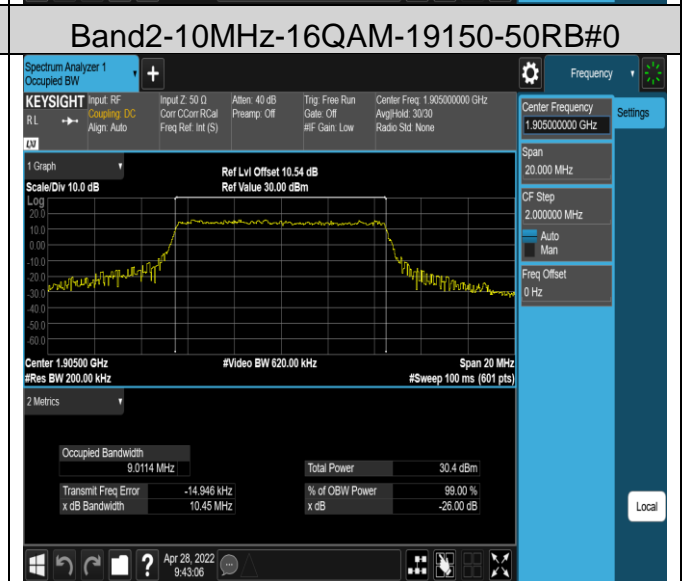 Band2-10MHz-16QAM-19150-50RB#0
Spectrum Analyzer 1
Occupied BW
+
Frequency
KEYSIGHT
RL
Input: RF
Coupling: DC
Align: Auto
Input Z: 50 Ω
Corr CCorr RCal
Freq Ref: Int (S)
Atten: 40 dB
Preamp: Off
Trig: Free Run
Gate: Off
#IF Gain: Low
Center Freq: 1.905000000 GHz
Avg|Hold: 30/30
Radio Std: None
LXI
Center Frequency
1.905000000 GHz
Settings
Span
20.000 MHz
CF Step
2.000000 MHz
Auto
Man
Freq Offset
0 Hz
1 Graph
Scale/Div 10.0 dB
Ref Lvl Offset 10.54 dB
Ref Value 30.00 dBm
Log
20.0
10.0
0.00
-10.0
-20.0
-30.0
-40.0
-50.0
-60.0
Center 1.90500 GHz
#Video BW 620.00 kHz
Span 20 MHz
#Res BW 200.00 kHz
#Sweep 100 ms (601 pts)
2 Metrics
Occupied Bandwidth
9.0114 MHz
Total Power 30.4 dBm
Transmit Freq Error -14.946 kHz
% of OBW Power 99.00 %
x dB Bandwidth 10.45 MHz
x dB -26.00 dB
Local
?
Apr 28, 2022
9:43:06